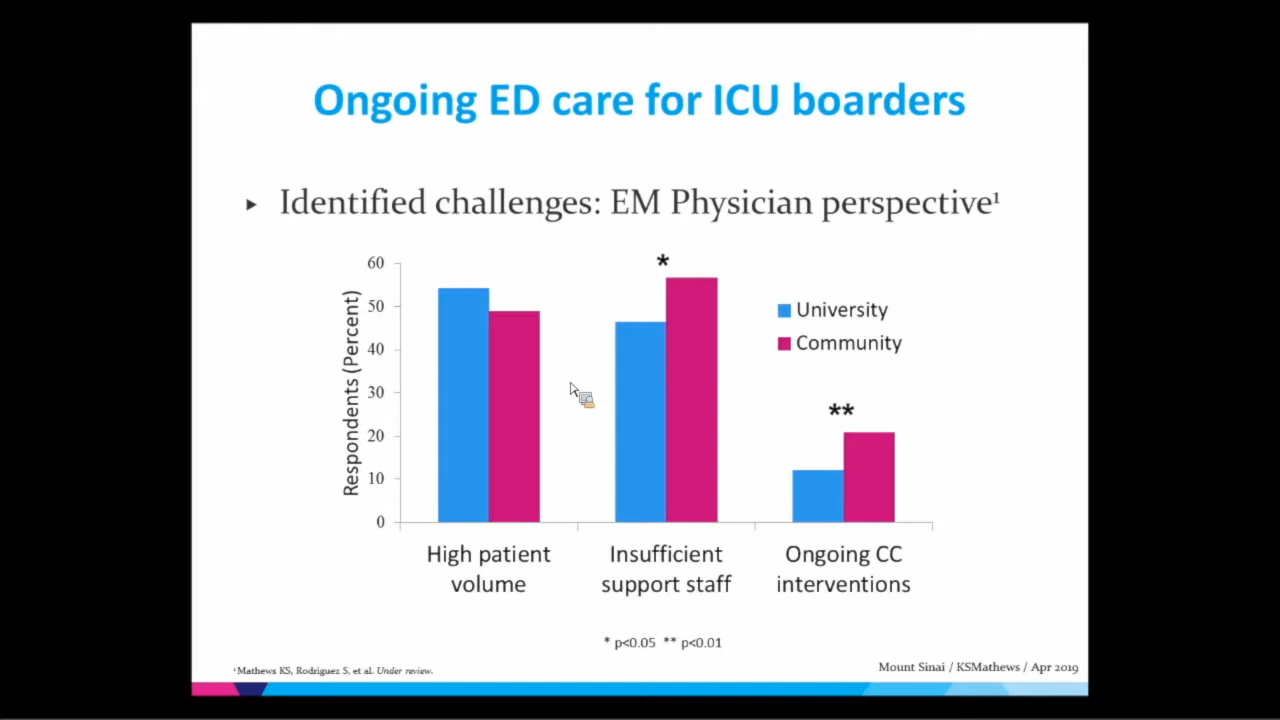 Ongoing ED care for ICU boarders
▸ Identified challenges: EM Physician perspective¹
Respondents (Percent)
60
50
40
30
20
10
0
*
**
University
Community
High patient
volume
Insufficient
support staff
Ongoing CC
interventions
* p<0.05 ** p<0.01
¹Mathews KS, Rodriguez S, et al. Under review.
Mount Sinai / KSMathews / Apr 2019